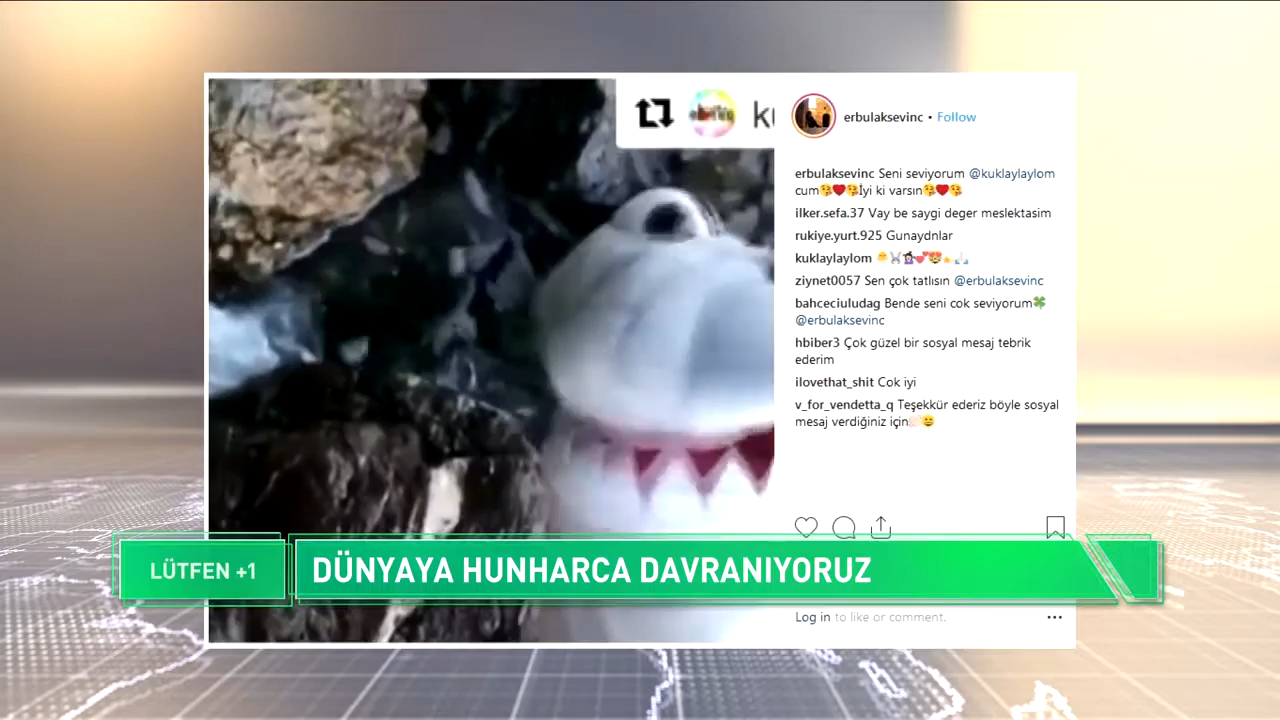 kı
erbulaksevinc • Follow
erbulaksevinc Seni seviyorum @kuklaylaylom
cum😘❤😘İyi ki varsın😘❤😘
ilker.sefa.37 Vay be saygi deger meslektasim
rukiye.yurt.925 Gunaydnlar
kuklaylaylom
ziynet0057 Sen çok tatlısın @erbulaksevinc
bahceciuludag Bende seni cok seviyorum🍀
@erbulaksevinc
hbiber3 Çok güzel bir sosyal mesaj tebrik
ederim
ilovethat_shit Cok iyi
v_for_vendetta_q Teşekkür ederiz böyle sosyal
mesaj verdiğiniz için
LÜTFEN +1
DÜNYAYA HUNHARCA DAVRANIYORUZ
Log in to like or comment.